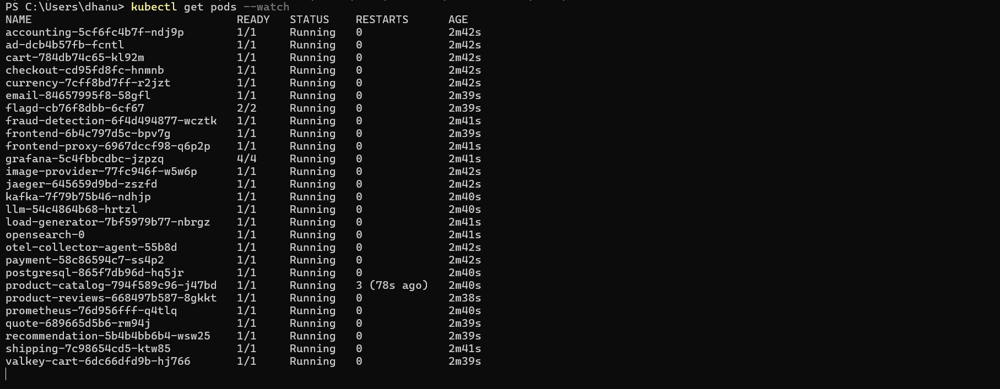 PS C:\Users\dhanu> kubectl get pods --watch
NAME READY STATUS RESTARTS AGE
accounting-5cf6fc4b7f-ndj9p 1/1 Running 0 2m42s
ad-dcb4b57fb-fcntl 1/1 Running 0 2m42s
cart-784db74c65-kl92m 1/1 Running 0 2m42s
checkout-cd95fd8fc-hnmnb 1/1 Running 0 2m42s
currency-7cff8bd7ff-r2jzt 1/1 Running 0 2m42s
email-84657995f8-58gfl 1/1 Running 0 2m39s
flagd-cb76f8dbb-6cf67 2/2 Running 0 2m39s
fraud-detection-6f4d494877-wcztk 1/1 Running 0 2m41s
frontend-6b4c797d5c-bpv7g 1/1 Running 0 2m39s
frontend-proxy-6967dccf98-q6p2p 1/1 Running 0 2m41s
grafana-5c4fbbcdbc-jzpzq 4/4 Running 0 2m41s
image-provider-77fc946f-w5w6p 1/1 Running 0 2m42s
jaeger-645659d9bd-zszfd 1/1 Running 0 2m42s
kafka-7f79b75b46-ndhjp 1/1 Running 0 2m40s
llm-54c4864b68-hrtzl 1/1 Running 0 2m40s
load-generator-7bf5979b77-nbrgz 1/1 Running 0 2m41s
opensearch-0 1/1 Running 0 2m41s
otel-collector-agent-55b8d 1/1 Running 0 2m42s
payment-58c86594c7-ss4p2 1/1 Running 0 2m42s
postgresql-865f7db96d-hq5jr 1/1 Running 0 2m40s
product-catalog-794f589c96-j47bd 1/1 Running 3 (78s ago) 2m40s
product-reviews-668497b587-8gkkt 1/1 Running 0 2m38s
prometheus-76d956fff-q4tlq 1/1 Running 0 2m40s
quote-689665d5b6-rm94j 1/1 Running 0 2m39s
recommendation-5b4b4bb6b4-wsw25 1/1 Running 0 2m39s
shipping-7c98654cd5-ktw85 1/1 Running 0 2m41s
valkey-cart-6dc66dfd9b-hj766 1/1 Running 0 2m39s